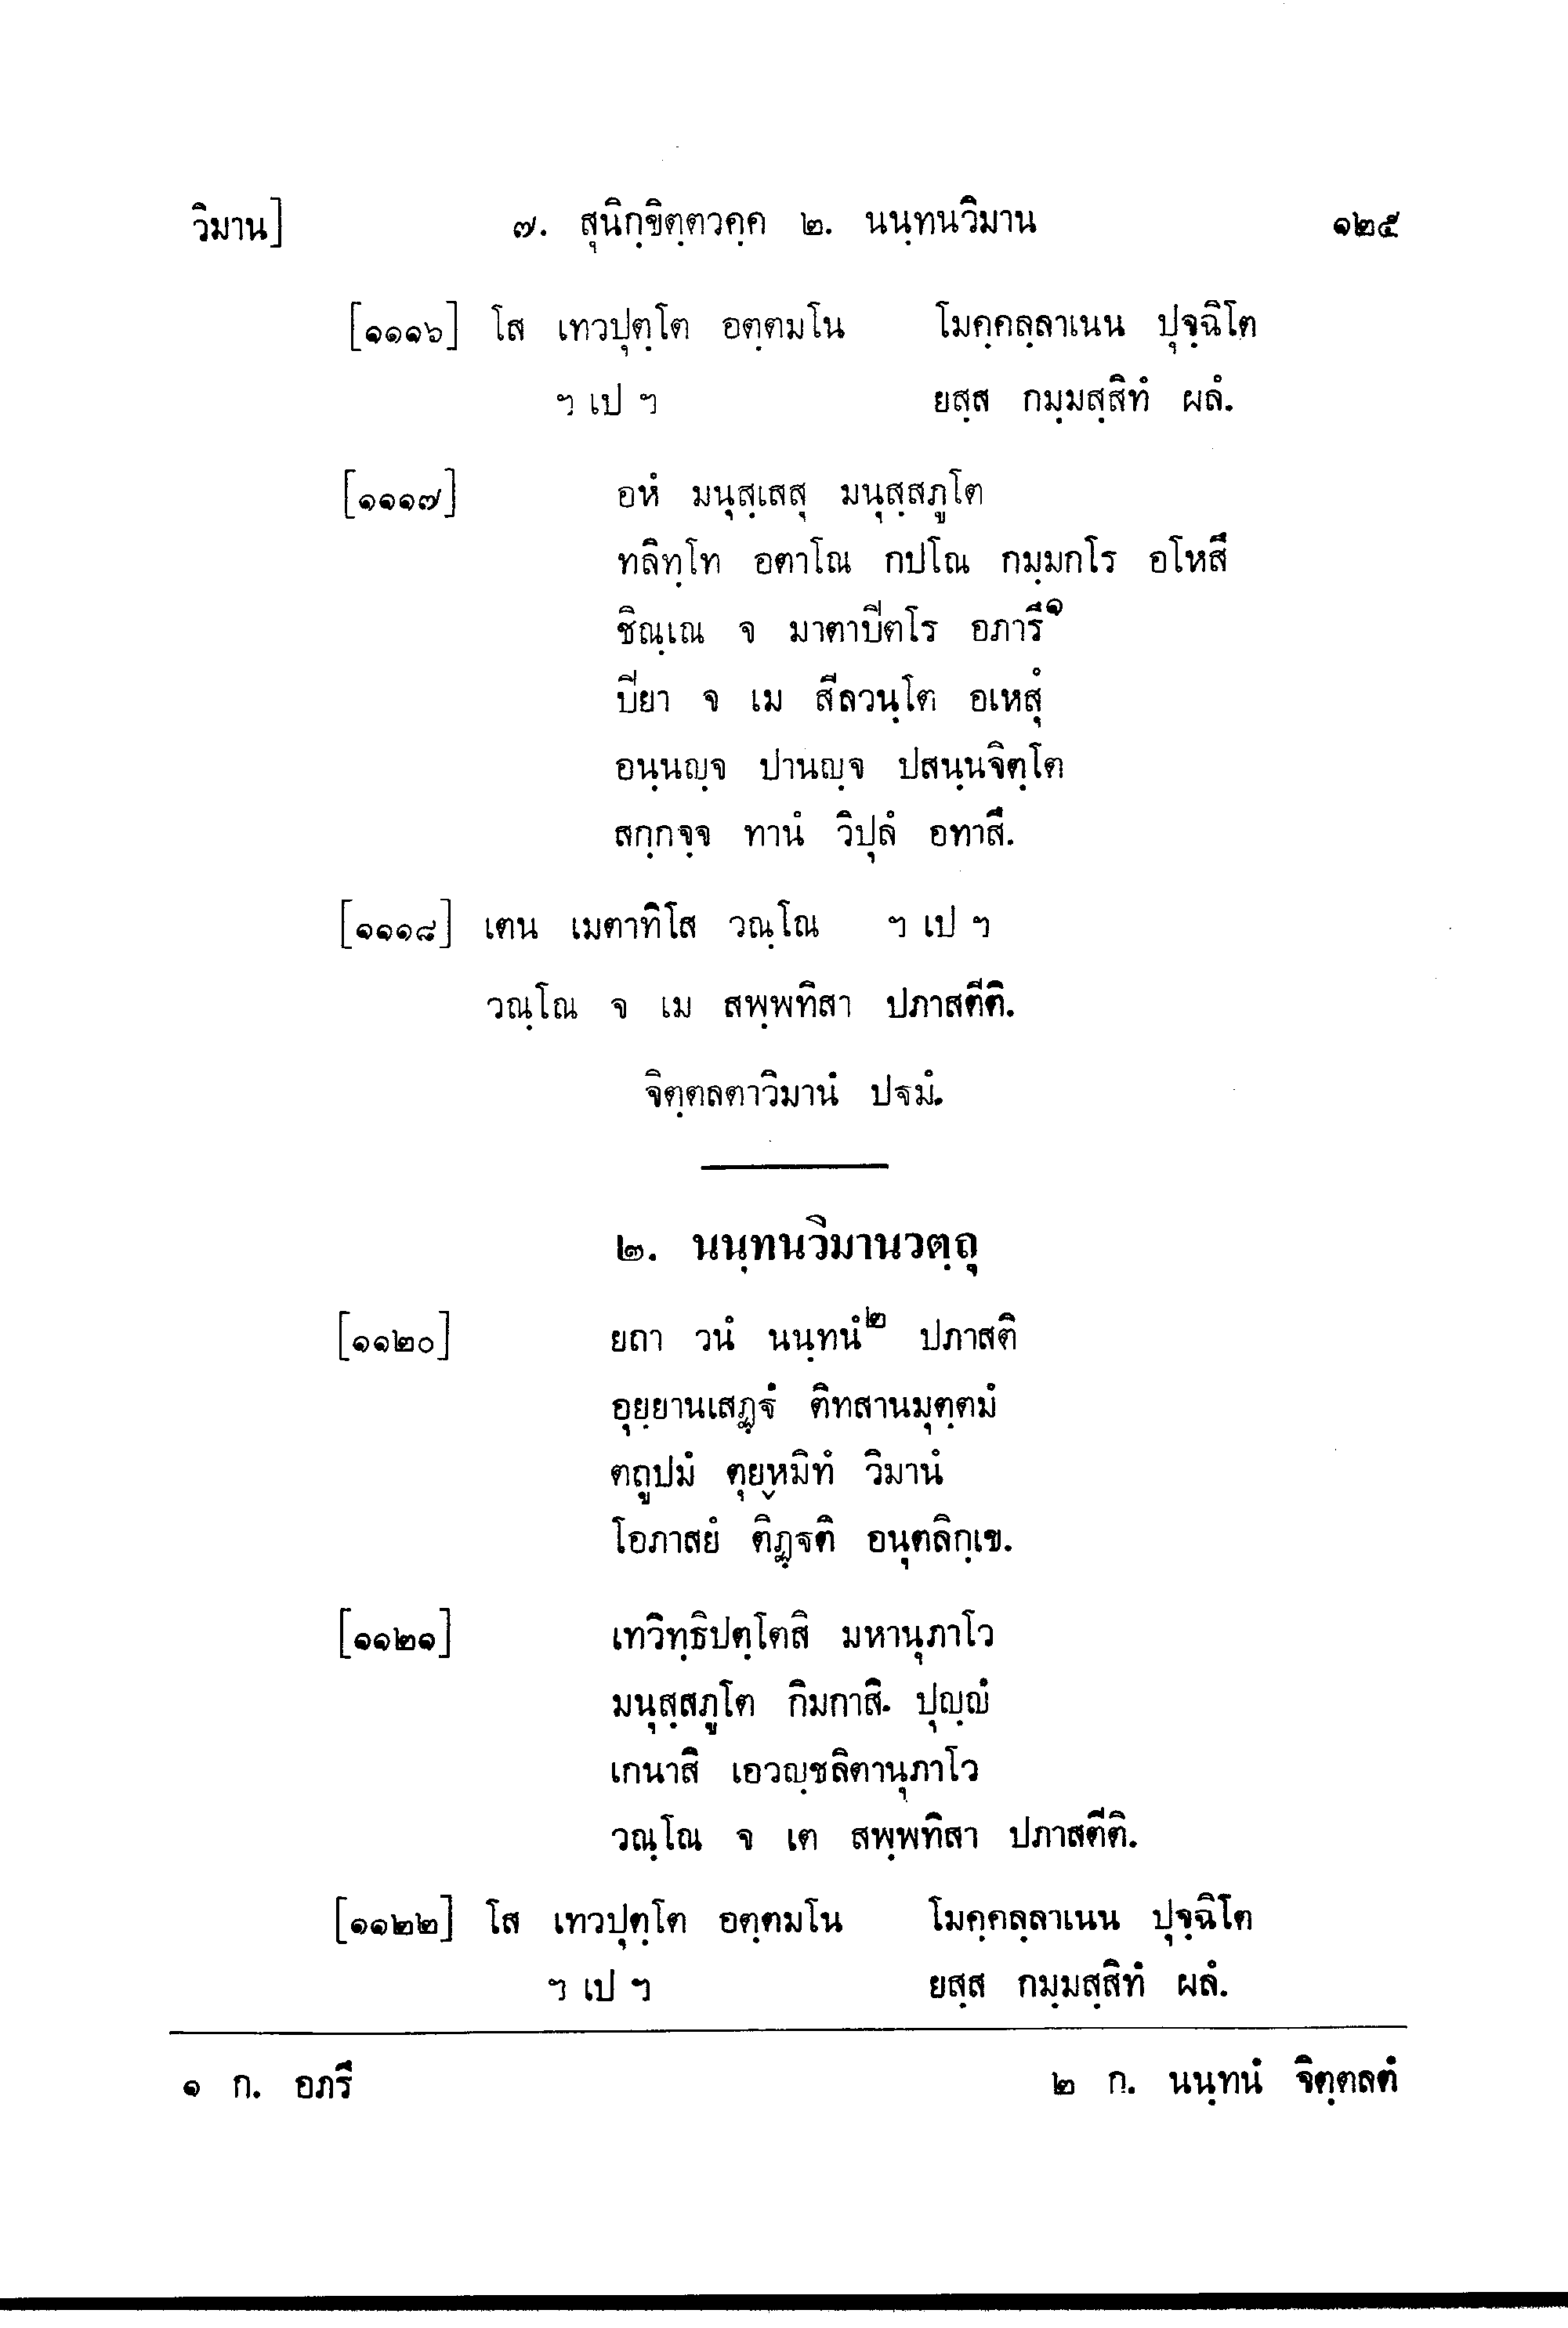 วิมาน] ๗. สุนิกฺขิตฺตวคฺค ๒. นนฺทนวิมาน ๑๒๕
[๑๑๑๖] โส เทวปุตฺโต อตฺตมโน โมคฺคลฺลาเนน ปุจฺฉิโต
ฯ เป ฯ ยสฺส กมฺมสฺสิทํ ผลํ.
[๑๑๑๗] อหํ มนุสฺเสสุ มนุสฺสภูโต
ทลิทฺโท อตาโณ กปโณ กมฺมกโร อโหสึ
ชิณฺเณ จ มาตาปิตโร อภารึ๑
ปิยา จ เม สีลวนฺโต อเหสุํ
อนฺนญฺจ ปานญฺจ ปสนฺนจิตฺโต
สกฺกจฺจ ทานํ วิปุลํ อทาสึ.
[๑๑๑๘] เตน เมตาทิโส วณฺโณ ฯ เป ฯ
วณฺโณ จ เม สพฺพทิสา ปภาสตีติ.
จิตฺตลตาวิมานํ ปฐมํ.
๒. นนฺทนวิมานวตฺถุ
[๑๑๒๐] ยถา วนํ นนฺทนํ๒ ปภาสติ
อุยฺยานเสฏฺฐํ ติทสานมุตฺตมํ
ตถูปมํ ตุยฺหมิทํ วิมานํ
โอภาสยํ ติฏฺฐติ อนฺตลิกฺเข.
[๑๑๒๑] เทวิทฺธิปตฺโตสิ มหานุภาโว
มนุสฺสภูโต กิมกาสิ ปุญฺญํ
เกนาสิ เอวญฺชลิตานุภาโว
วณฺโณ จ เต สพฺพทิสา ปภาสตีติ.
[๑๑๒๒] โส เทวปุตฺโต อตฺตมโน โมคฺคลฺลาเนน ปุจฺฉิโต
ฯ เป ฯ ยสฺส กมฺมสฺสิทํ ผลํ.
๑ ก. อภรึ ๒ ก. นนฺทนํ จิตฺตลตํ